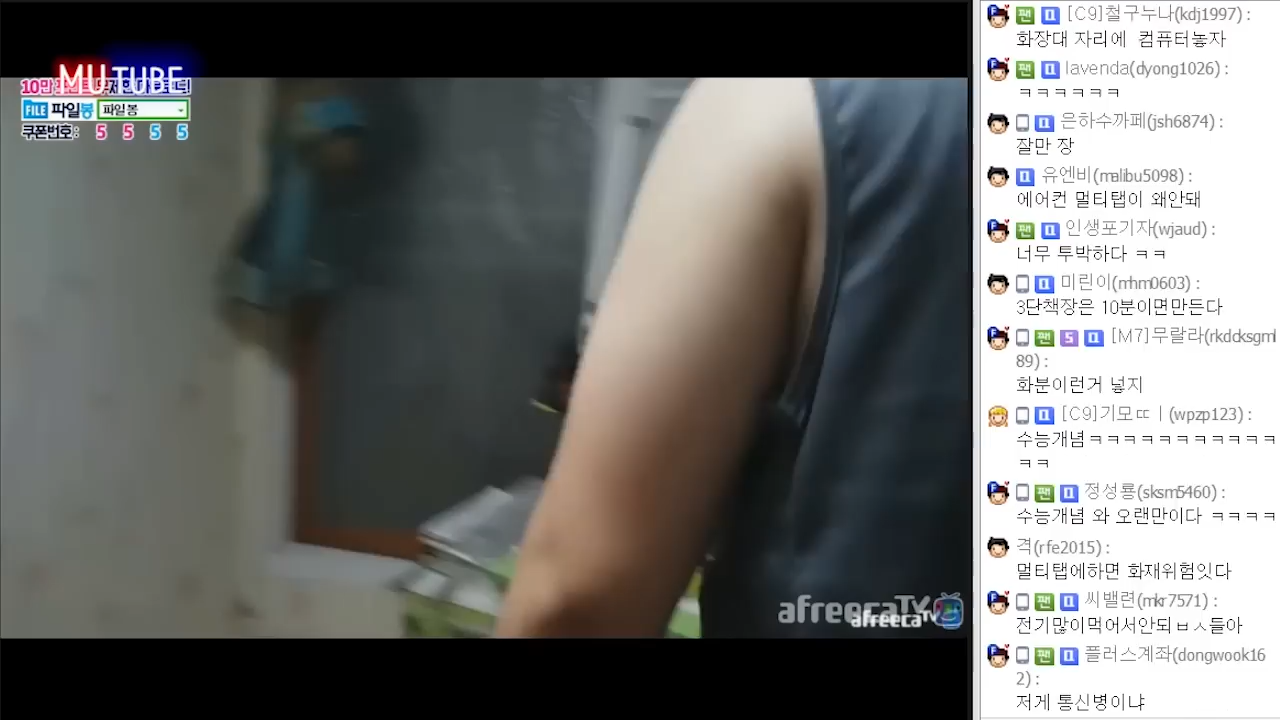 MUTUBE
FILE 파일봉 파일봉
쿠폰번호: 5 5 5 5
afreecaTV
afreecaTV
[C9]철구누나(kdj1997) :
화장대 자리에 컴퓨터놓자
lavenda(dyong1026) :
ㅋㅋㅋㅋㅋㅋ
은하수까페(jsh6874) :
잘만 장
유엔비(malibu5098) :
에어컨 멀티탭이 왜안돼
인생포기자(wjaud) :
너무 투박하다 ㅋㅋ
미린이(mhm0603) :
3단책장은 10분이면만든다
[M7]무랄라(rkdcksgml
89) :
화분이런거 넣지
[C9]기모ㄸㅣ(wpzp123) :
수능개념ㅋㅋㅋㅋㅋㅋㅋㅋㅋㅋㅋ
ㅋㅋ
정성룡(sksm5460) :
수능개념 와 오랜만이다 ㅋㅋㅋㅋ
격(rfe2015) :
멀티탭에하면 화재위험잇다
씨밸련(mkr7571) :
전기많이먹어서안되ㅂㅅ들아
플러스계좌(dongwook16
2) :
저게 통신병이냐